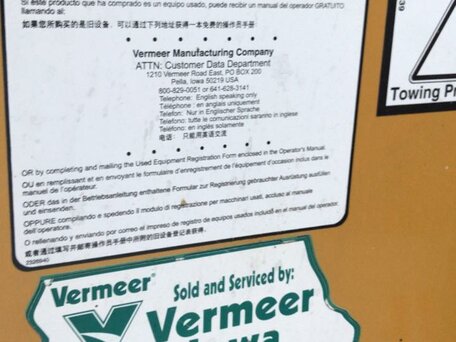 Si este producto que ha comprado es un equipo usado, puede recibir un manual del operador GRATUITO
llamando al:
如果您所购买的是旧设备，可以通过下列地址获得一本免费的操作员手册：
Vermeer Manufacturing Company
ATTN: Customer Data Department
1210 Vermeer Road East, PO BOX 200
Pella, Iowa 50219 USA
800-829-0051 or 641-628-3141
Telephone: English speaking only
Téléphone : en anglais uniquement
Telefon: Nur in Englischer Sprache
Telefono: tutte le comunicazioni saranno in inglese
Teléfono: en inglés solamente
电话： 只能用英语交流
OR by completing and mailing the Used Equipment Registration Form enclosed in the Operator's Manual.
OU en remplissant et en envoyant le formulaire d'enregistrement de l'équipement d'occasion inclus dans le
manuel de l'opérateur.
ODER das in der Betriebsanleitung enthaltene Formular zur Registrierung gebrauchter Ausrüstung ausfüllen
und einsenden.
OPPURE compilando e spedendo il modulo di registrazione per macchinari usati, accluso al manuale
dell'operatore.
O rellenando y enviando por correo el impreso de registro de equipos usados incluido en el manual del operador.
或者通过填写并邮寄操作员手册中所附的旧设备登记表获得。
2596940
39
Towing Pr
Vermeer®
Sold and Serviced by:
Vermeer
Iowa